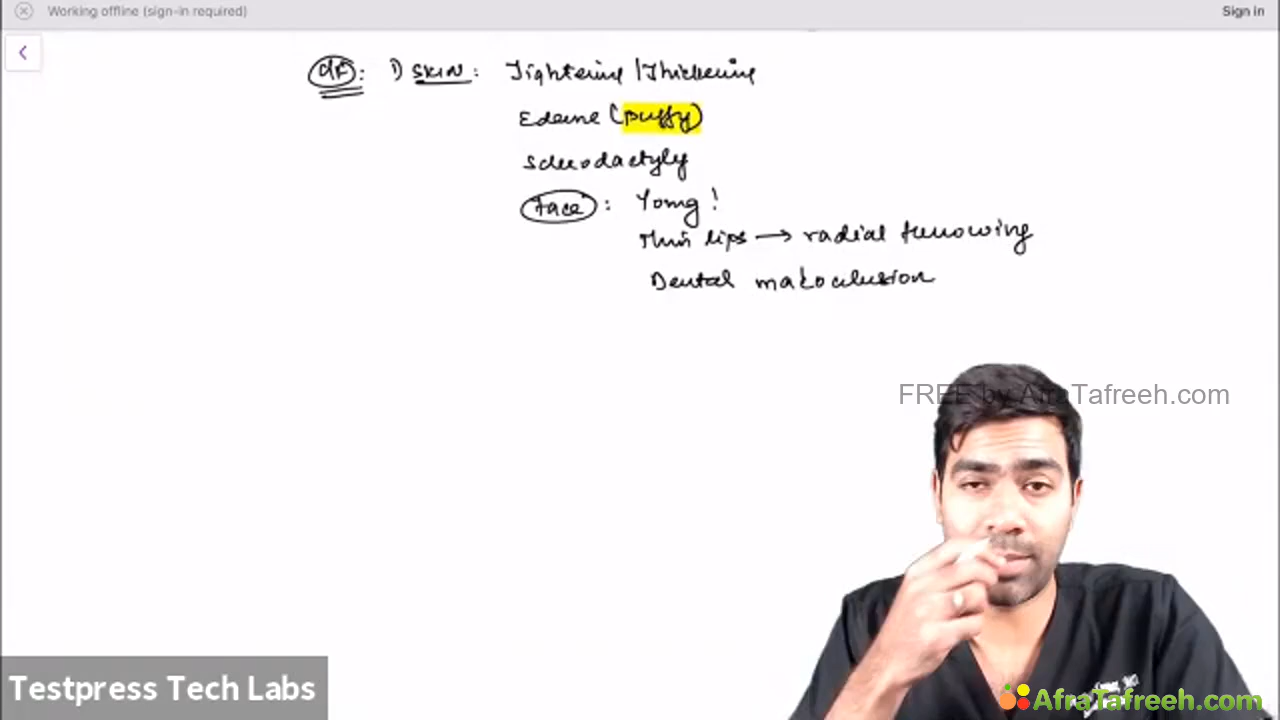 Working offline (sign-in required)
Sign in
C/F: 1) SKIN: Tightening / Thickening
Edema (puffy)
Sclerodactyly
Face: Young!
Thin lips → radial furrowing
Dental malocclusion
FREE by AfraTafreeh.com
Testpress Tech Labs
AfraTafreeh.com